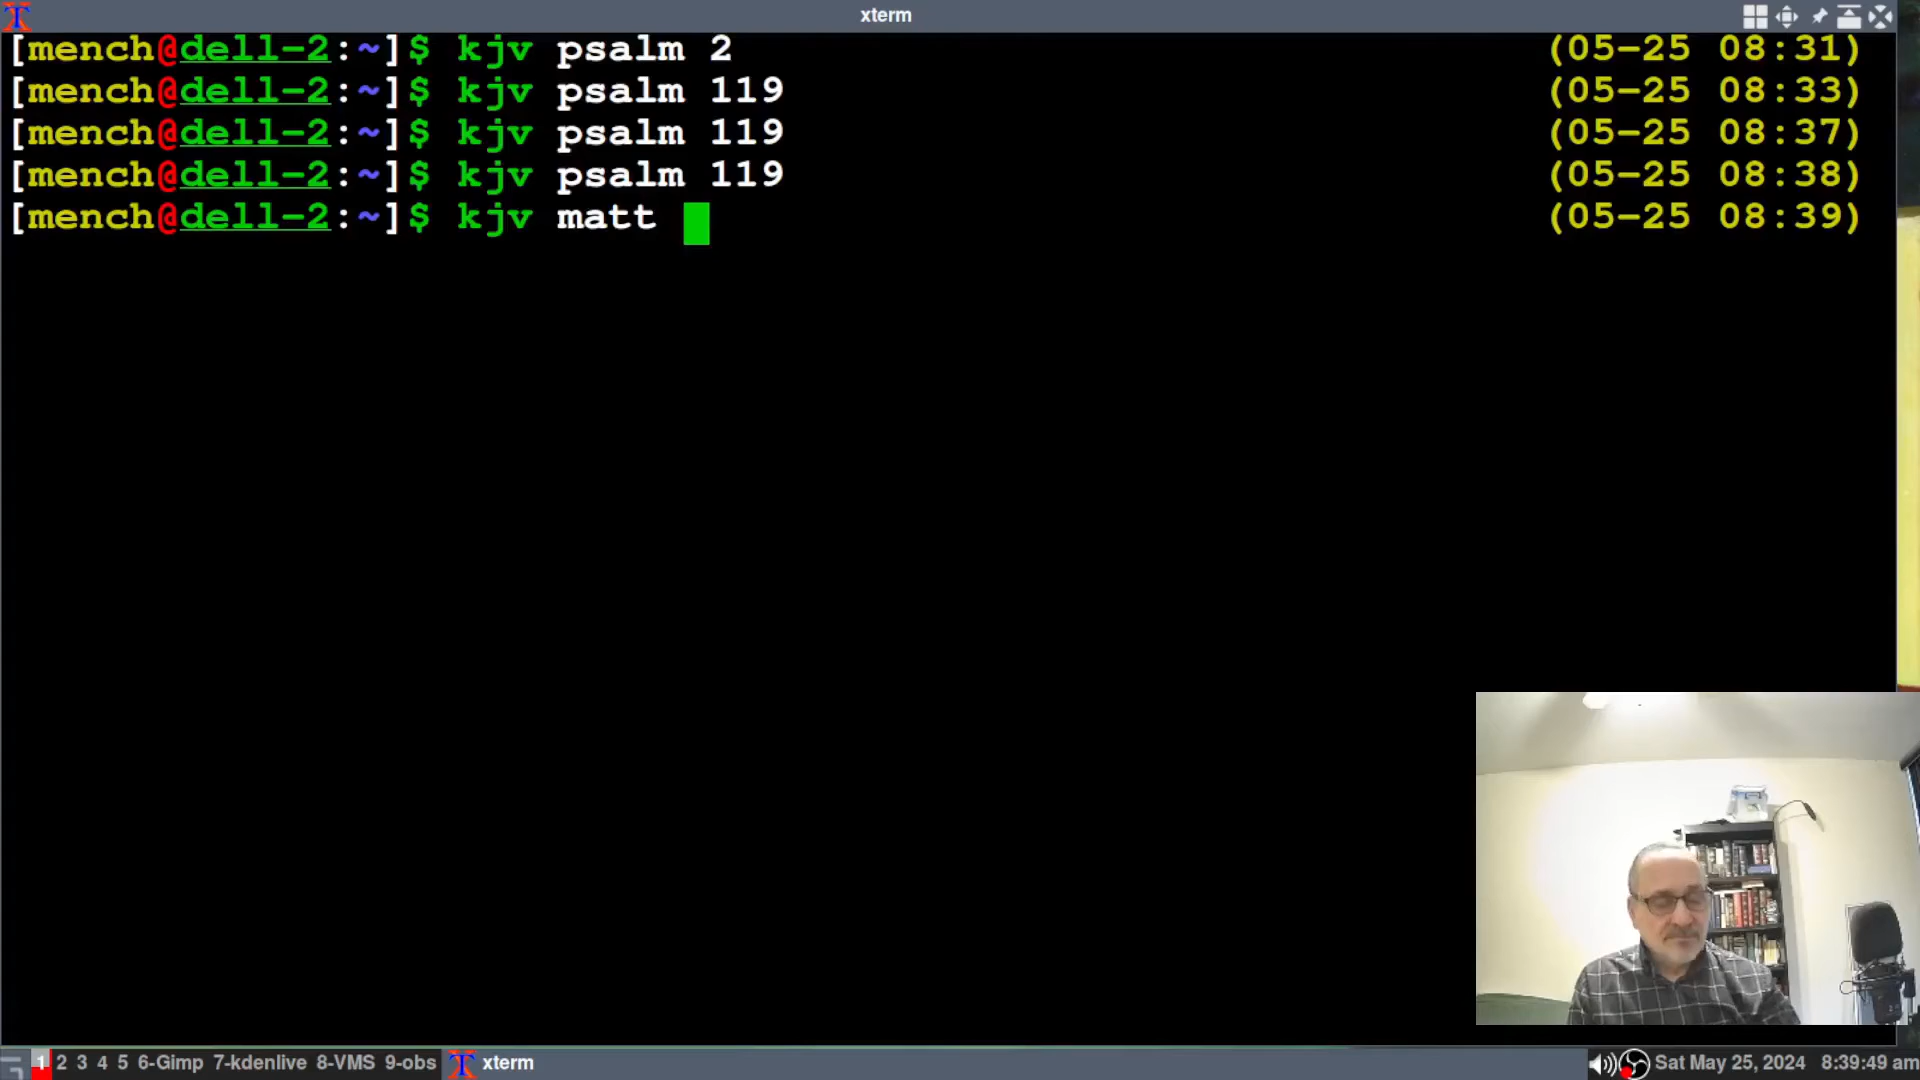 xterm
[mench@dell-2:~]$ kjv psalm 2 (05-25 08:31)
[mench@dell-2:~]$ kjv psalm 119 (05-25 08:33)
[mench@dell-2:~]$ kjv psalm 119 (05-25 08:37)
[mench@dell-2:~]$ kjv psalm 119 (05-25 08:38)
[mench@dell-2:~]$ kjv matt (05-25 08:39)
1 2 3 4 5 6-Gimp 7-kdenlive 8-VMS 9-obs xterm Sat May 25, 2024 8:39:49 am